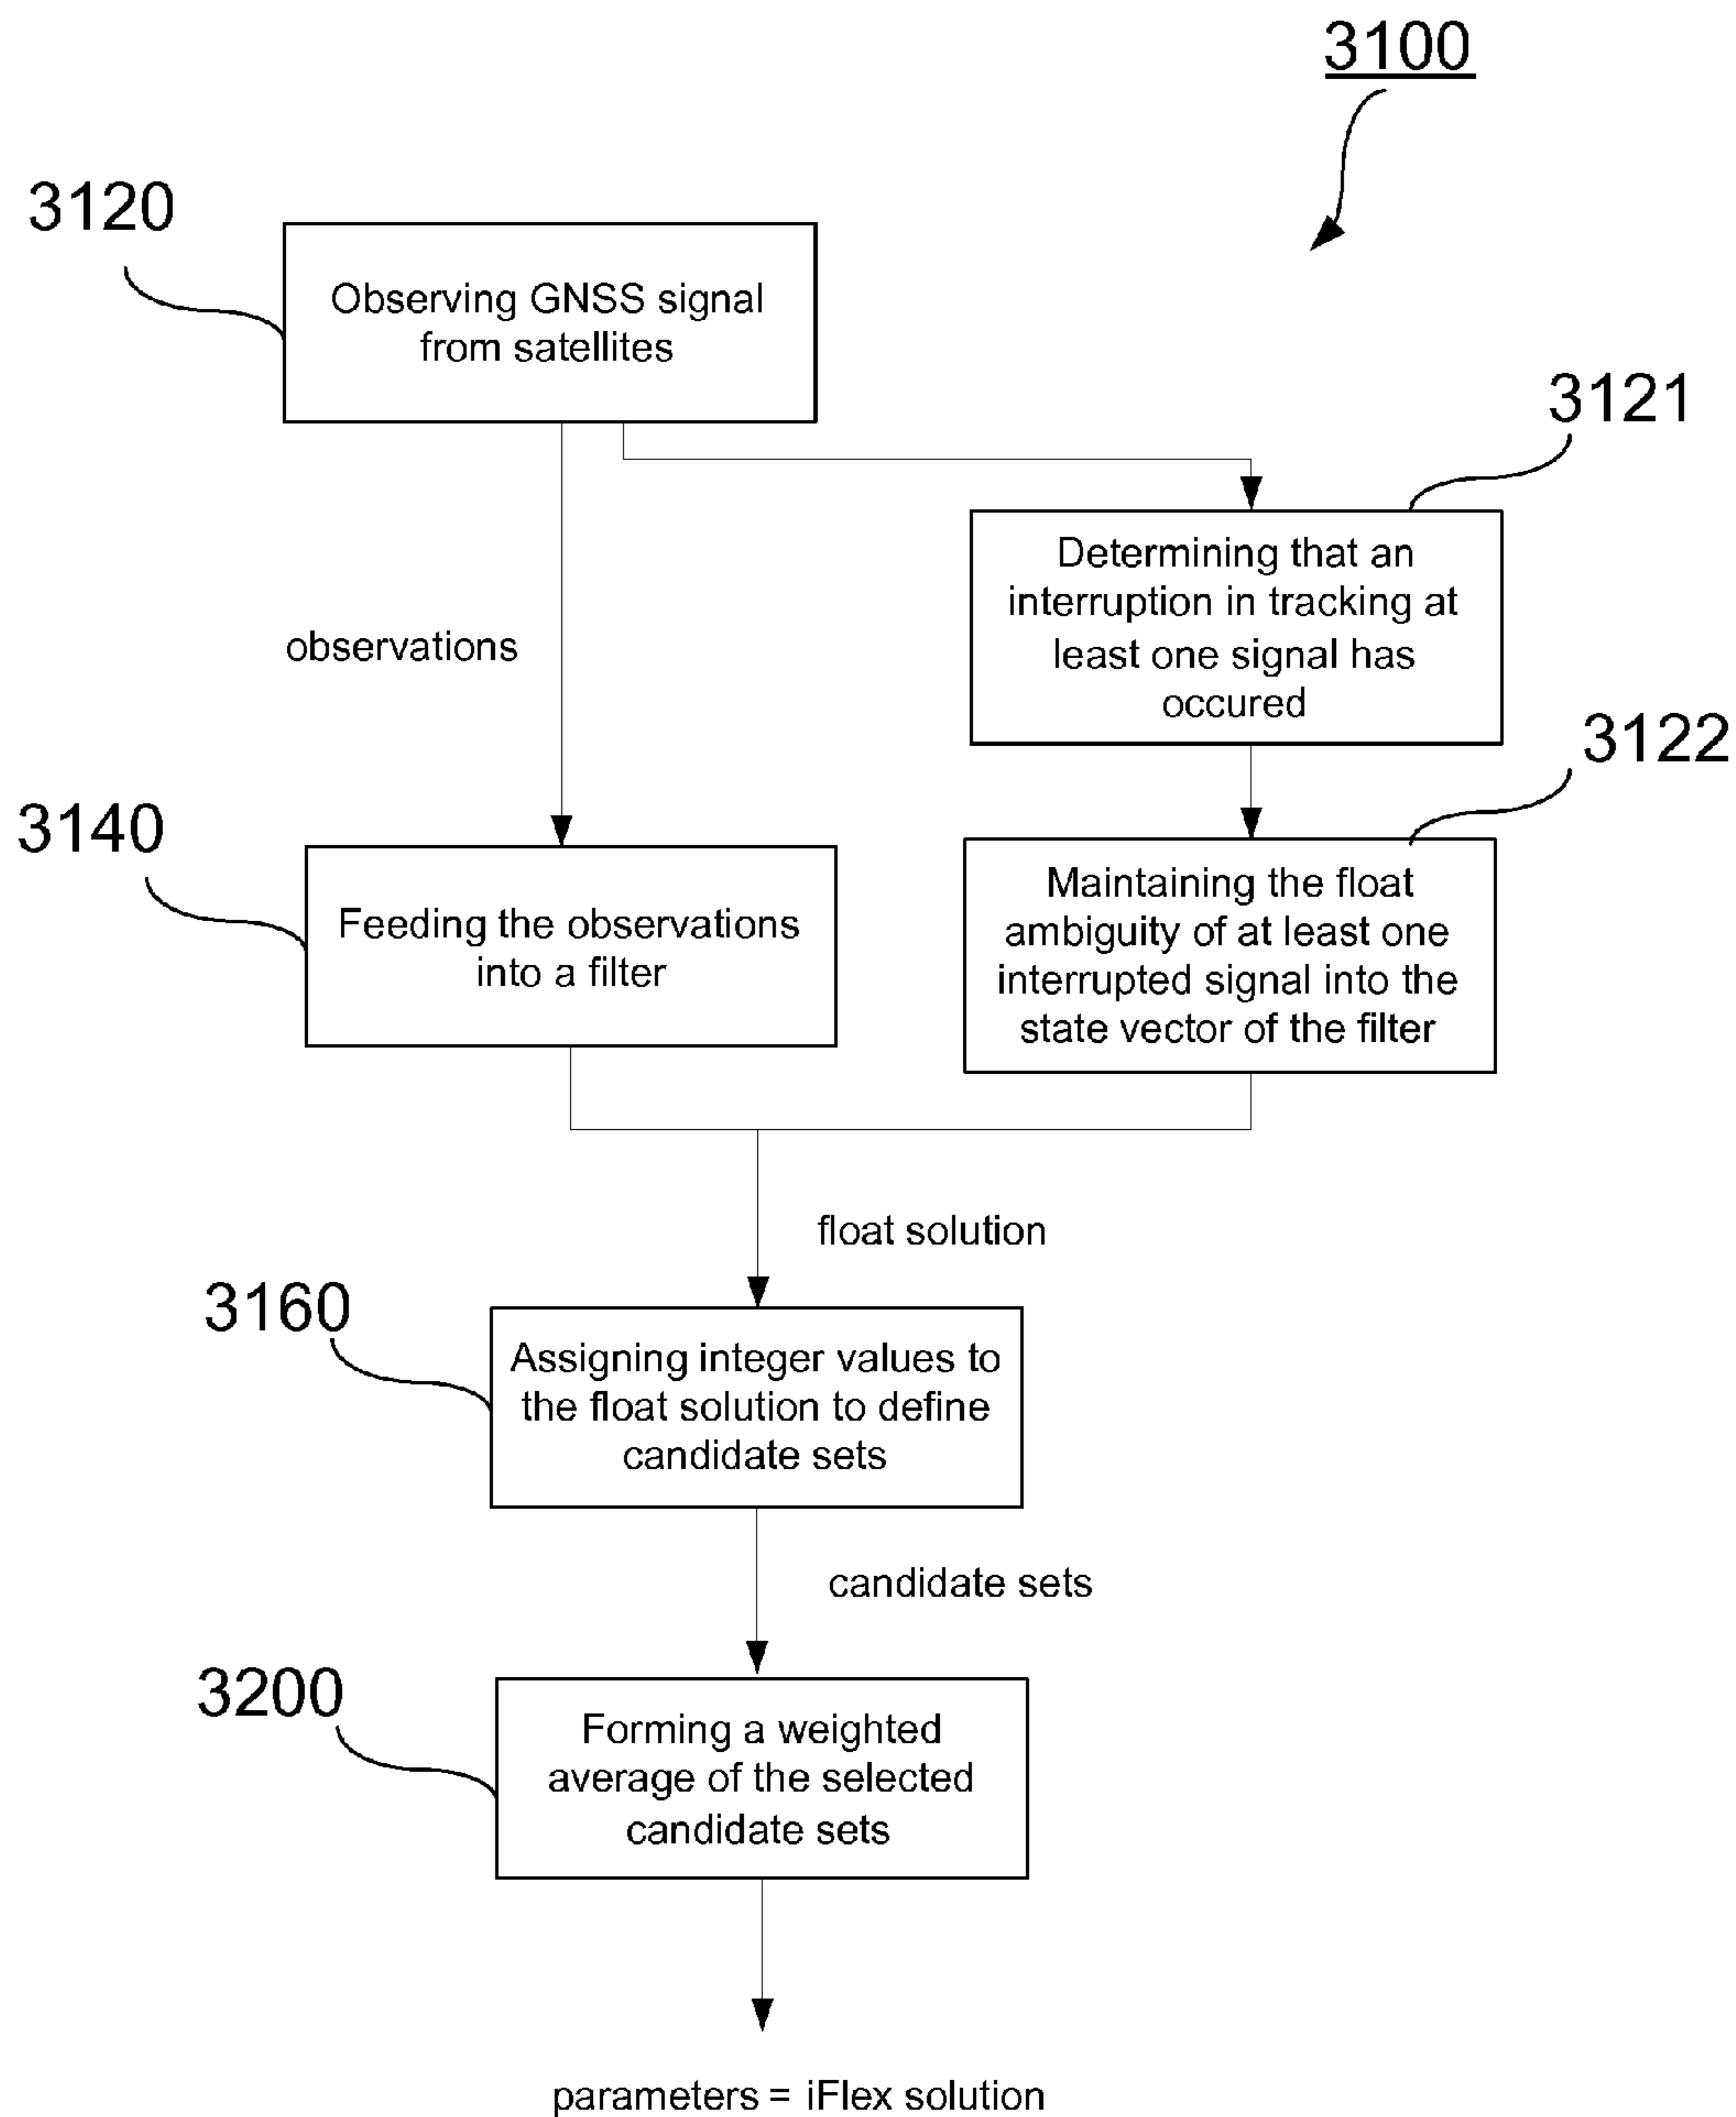 3100
3120
Observing GNSS signal
from satellites
3121
Determining that an
interruption in tracking at
least one signal has
occured
observations
3122
3140
Feeding the observations
into a filter
Maintaining the float
ambiguity of at least one
interrupted signal into the
state vector of the filter
float solution
3160
Assigning integer values to
the float solution to define
candidate sets
candidate sets
3200
Forming a weighted
average of the selected
candidate sets
parameters = iFlex solution